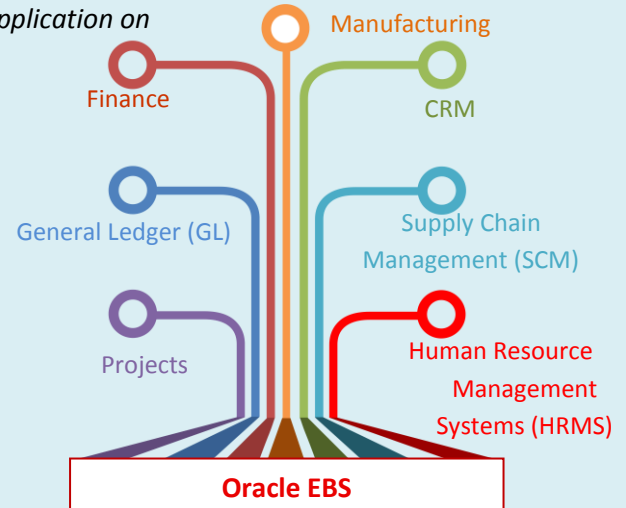 pplication on
Manufacturing
Finance
CRM
General Ledger (GL)
Supply Chain
Management (SCM)
Projects
Human Resource
Management
Systems (HRMS)
Oracle EBS